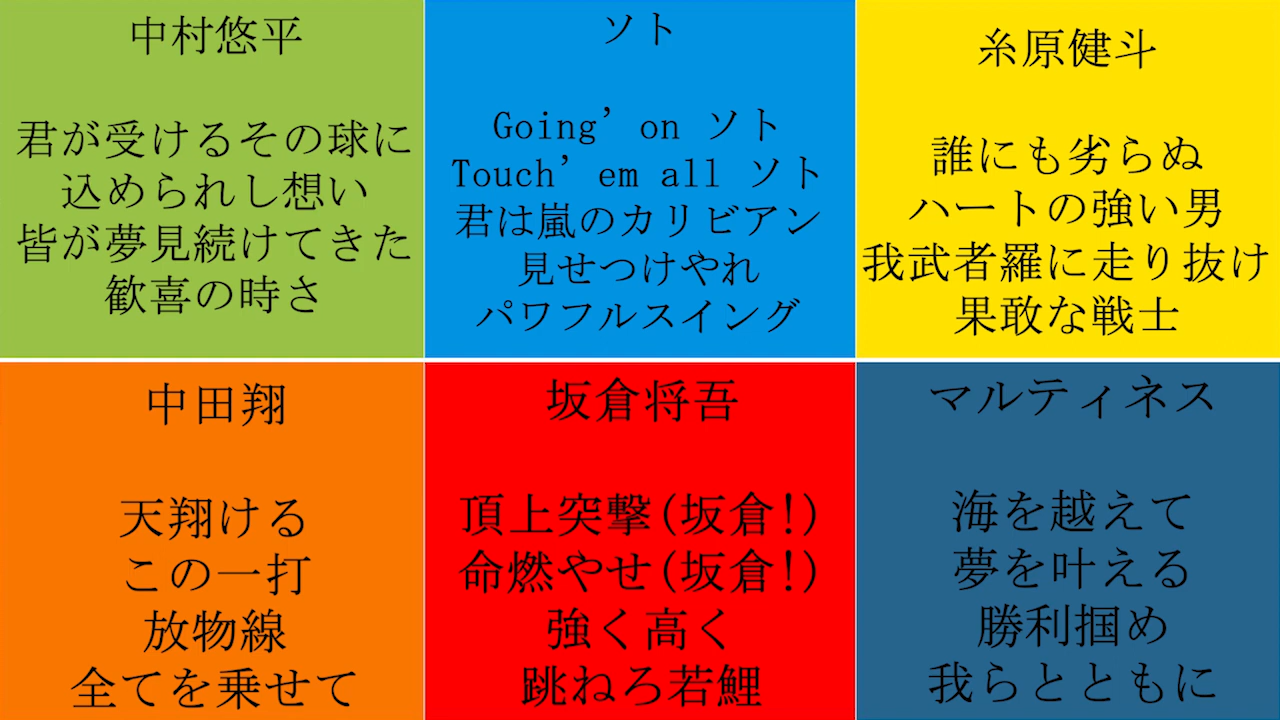 中村悠平
君が受けるその球に
込められし想い
皆が夢見続けてきた
歓喜の時さ
ソト
Going’on ソト
Touch’em all ソト
君は嵐のカリビアン
見せつけやれ
パワフルスイング
糸原健斗
誰にも劣らぬ
ハートの強い男
我武者羅に走り抜け
果敢な戦士
中田翔
天翔ける
この一打
放物線
全てを乗せて
坂倉将吾
頂上突撃(坂倉!)
命燃やせ(坂倉!)
強く高く
跳ねろ若鯉
マルティネス
海を越えて
夢を叶える
勝利掴め
我らとともに